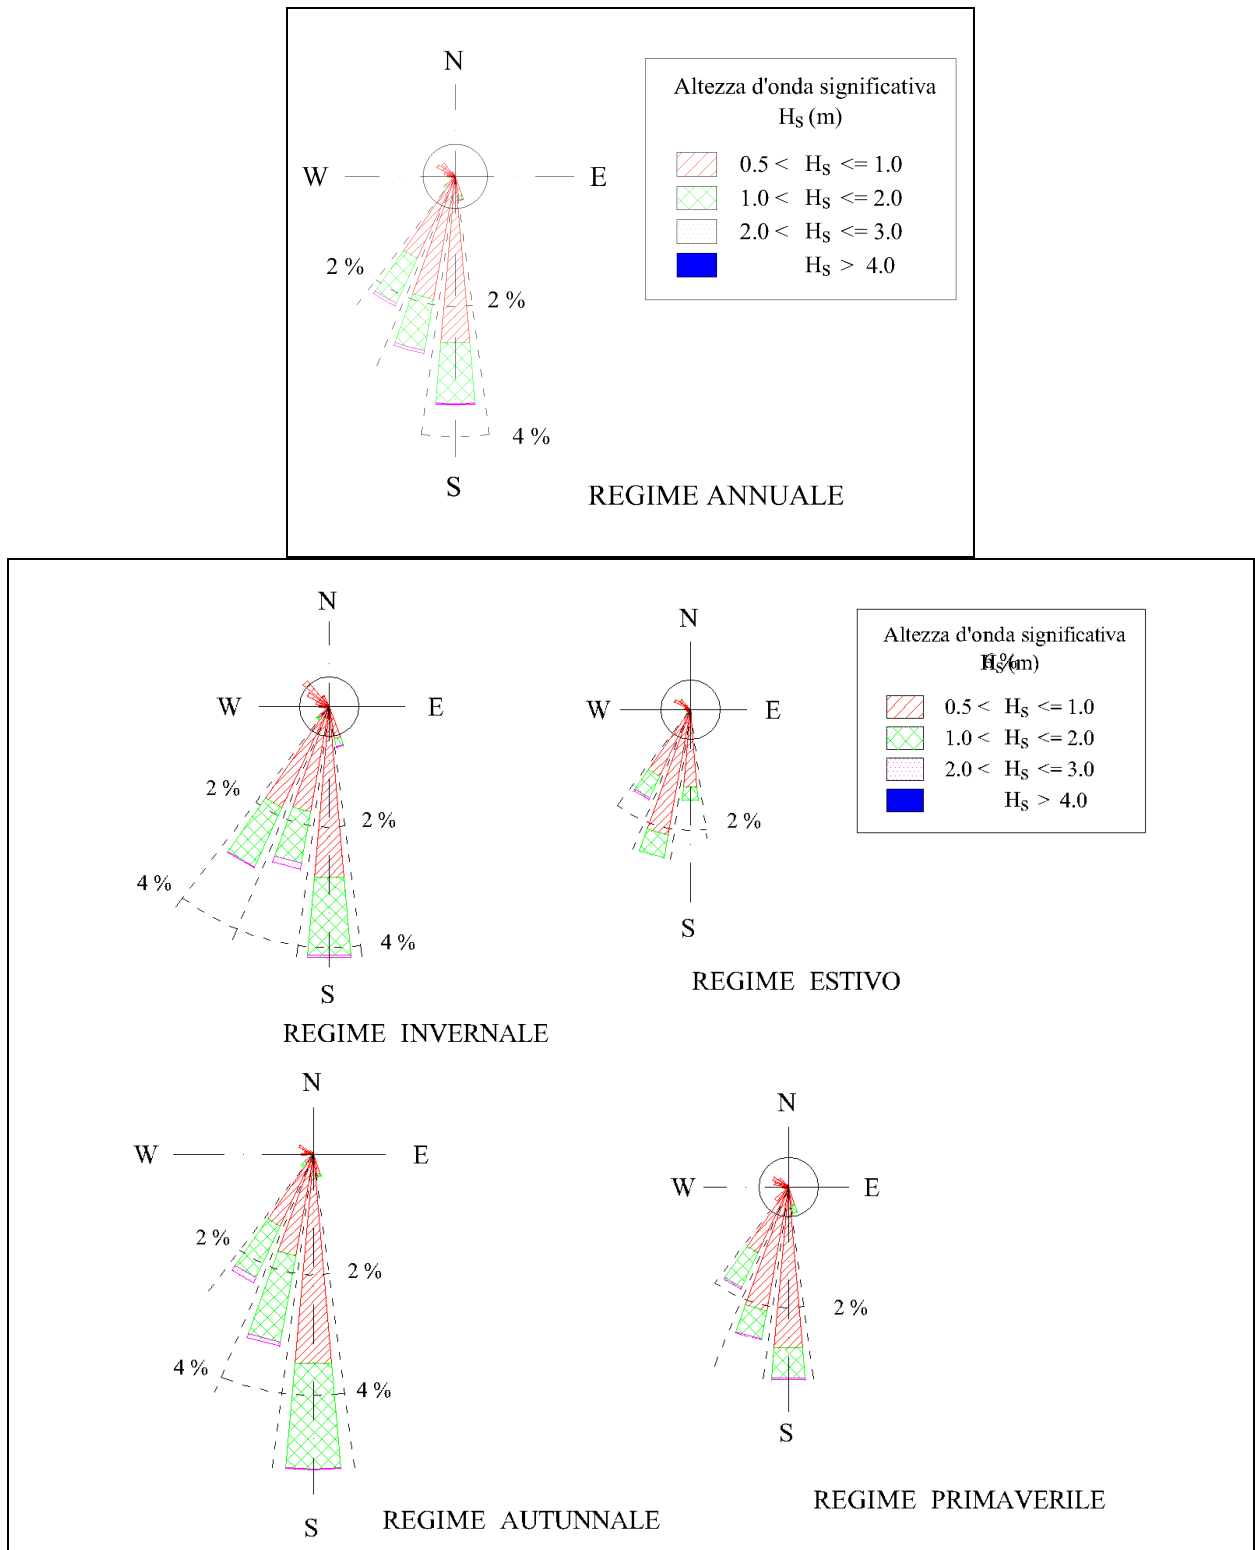 N
Altezza d'onda significativa
Hs (m)
W
E
0.5 < Hs <= 1.0
1.0 < Hs <= 2.0
2.0 < Hs <= 3.0
Hs > 4.0
2 %
2 %
4 %
S
REGIME ANNUALE
N
W
E
2 %
2 %
4 %
4 %
S
REGIME INVERNALE
N
W
E
2 %
S
REGIME ESTIVO
Altezza d'onda significativa
Hs (m)
0.5 < Hs <= 1.0
1.0 < Hs <= 2.0
2.0 < Hs <= 3.0
Hs > 4.0
N
W
E
2 %
2 %
4 %
4 %
S
REGIME AUTUNNALE
N
W
E
2 %
S
REGIME PRIMAVERILE